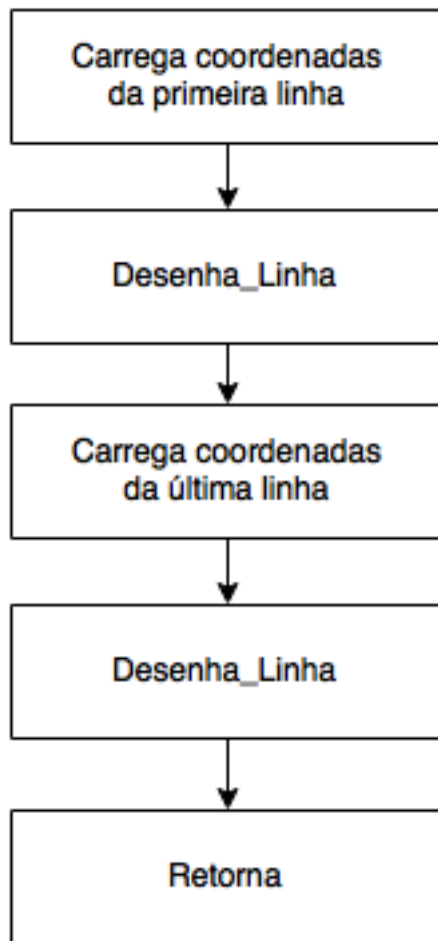 Carrega coordenadas
da primeira linha
Desenha_Linha
Carrega coordenadas
da última linha
Desenha_Linha
Retorna